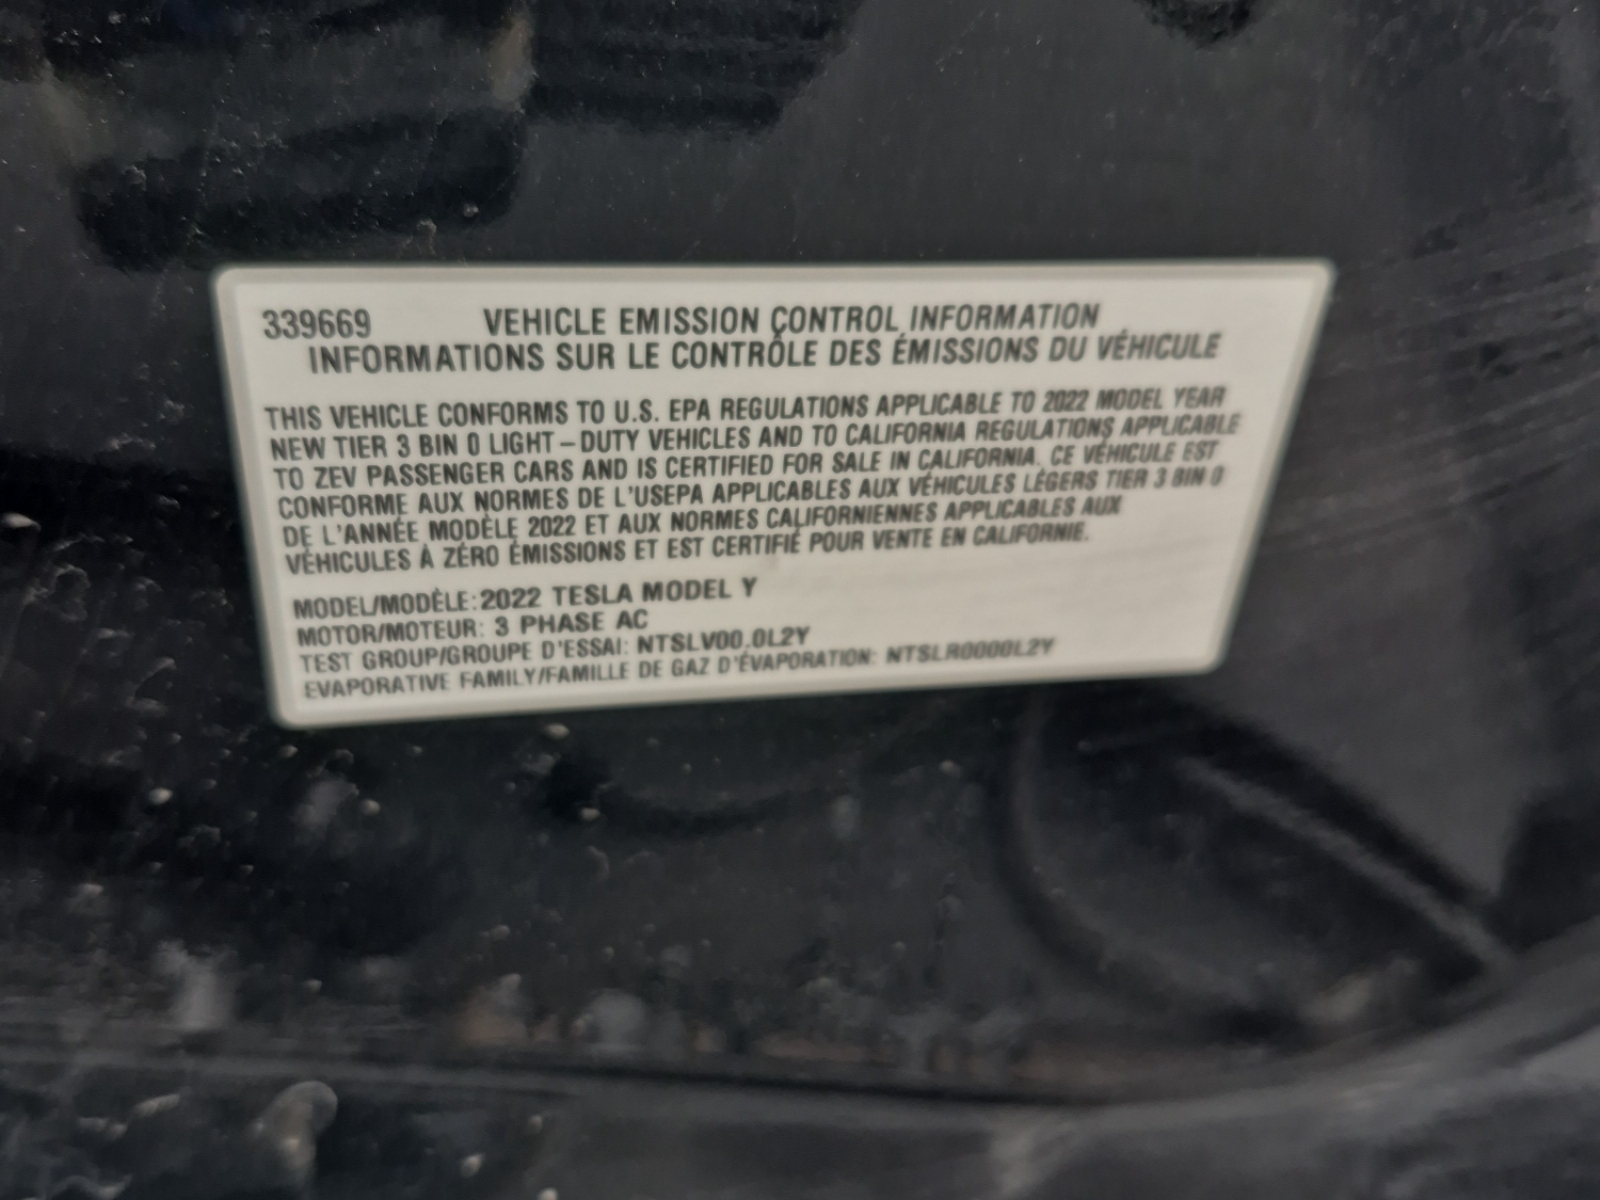 339669 VEHICLE EMISSION CONTROL INFORMATION
INFORMATIONS SUR LE CONTRÔLE DES ÉMISSIONS DU VÉHICULE
THIS VEHICLE CONFORMS TO U.S. EPA REGULATIONS APPLICABLE TO 2022 MODEL YEAR
NEW TIER 3 BIN 0 LIGHT-DUTY VEHICLES AND TO CALIFORNIA REGULATIONS APPLICABLE
TO ZEV PASSENGER CARS AND IS CERTIFIED FOR SALE IN CALIFORNIA. CE VÉHICULE EST
CONFORME AUX NORMES DE L'USEPA APPLICABLES AUX VÉHICULES LÉGERS TIER 3 BIN 0
DE L'ANNÉE MODÈLE 2022 ET AUX NORMES CALIFORNIENNES APPLICABLES AUX
VÉHICULES À ZÉRO ÉMISSIONS ET EST CERTIFIÉ POUR VENTE EN CALIFORNIE.
MODEL/MODÈLE: 2022 TESLA MODEL Y
MOTOR/MOTEUR: 3 PHASE AC
TEST GROUP/GROUPE D'ESSAI: NTSLV00.0L2Y
EVAPORATIVE FAMILY/FAMILLE DE GAZ D'ÉVAPORATION: NTSLR0000L2Y